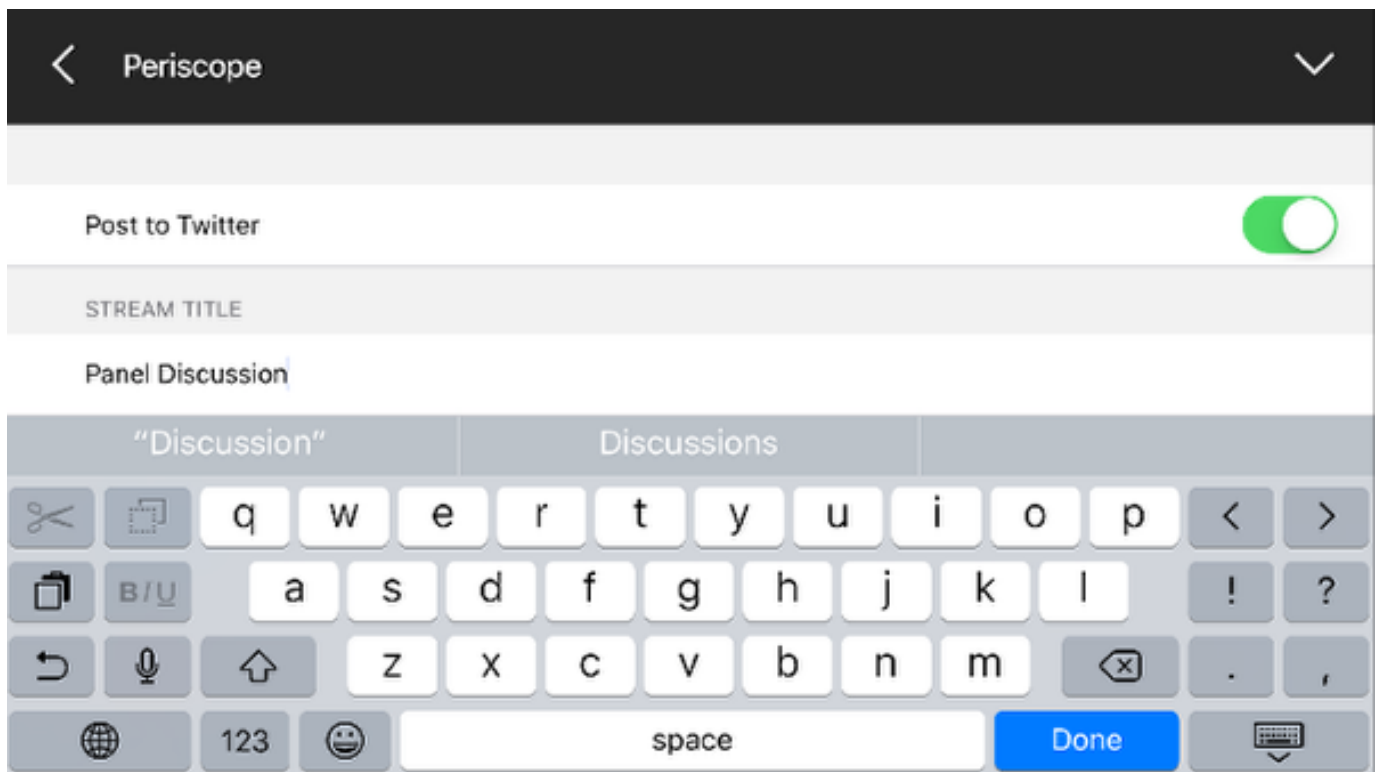 Periscope
Post to Twitter
STREAM TITLE
Panel Discussion
“Discussion” Discussions
q w e r t y u i o p < >
B/U a s d f g h j k l ! ?
z x c v b n m . ,
123 space Done